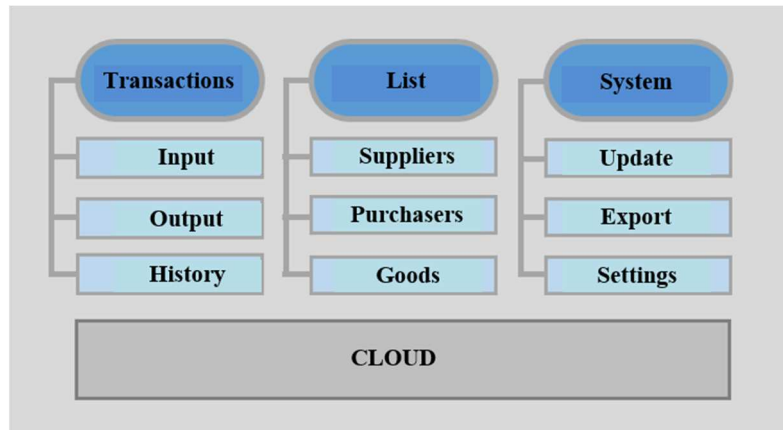 Transactions
Input
Output
History
List
Suppliers
Purchasers
Goods
System
Update
Export
Settings
CLOUD